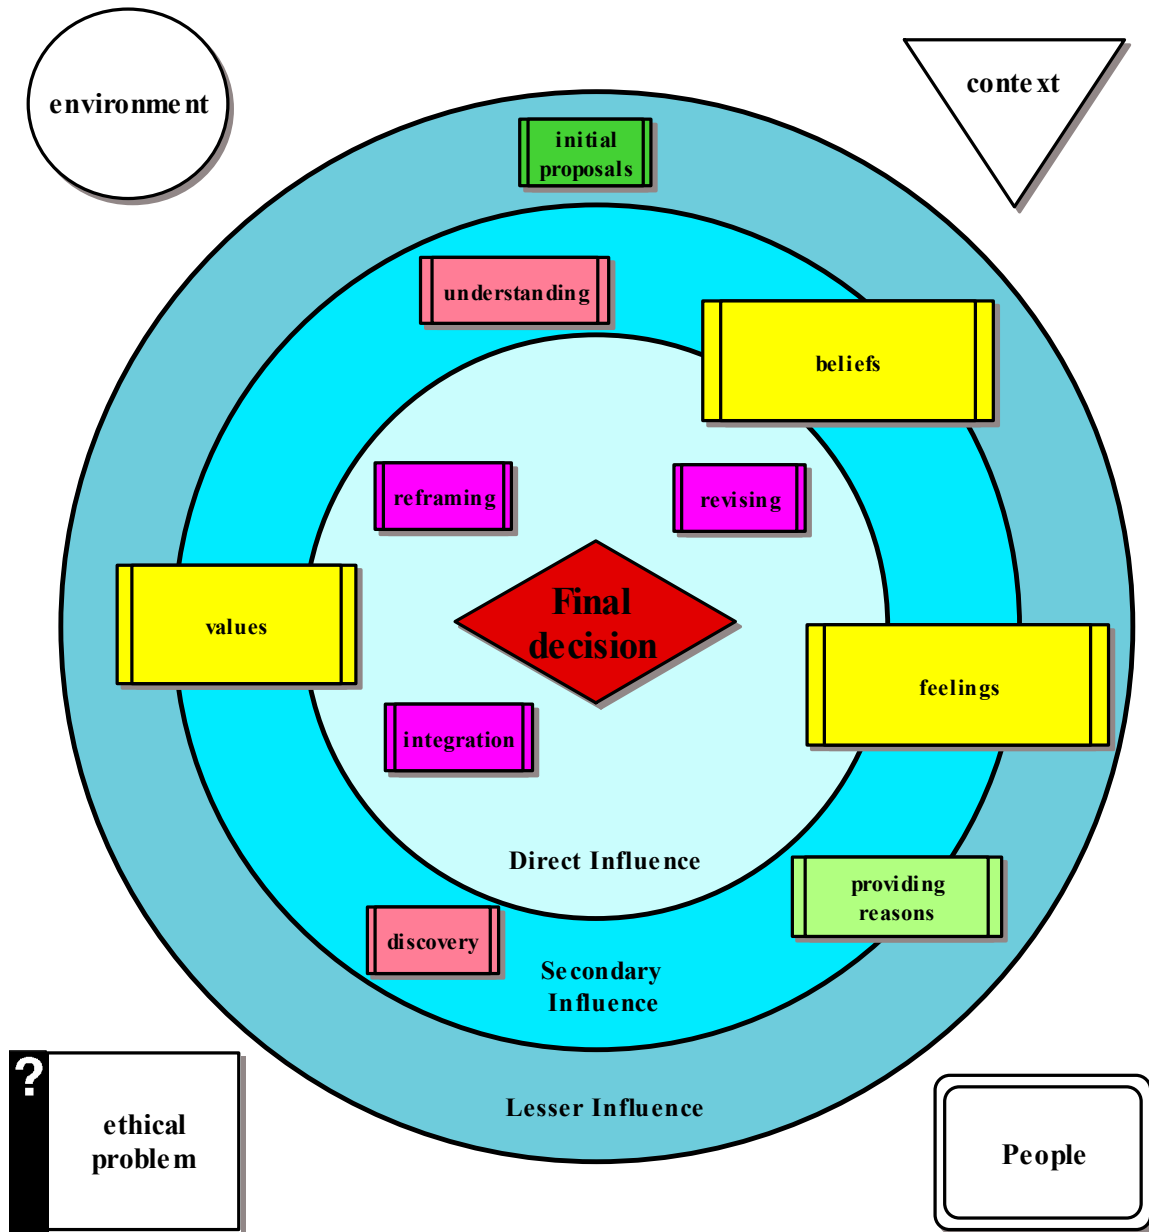 environment
context
initial
proposals
understanding
beliefs
reframing
revising
Final
decision
values
feelings
integration
Direct Influence
providing
reasons
discovery
Secondary
Influence
?
Lesser Influence
ethical
problem
People